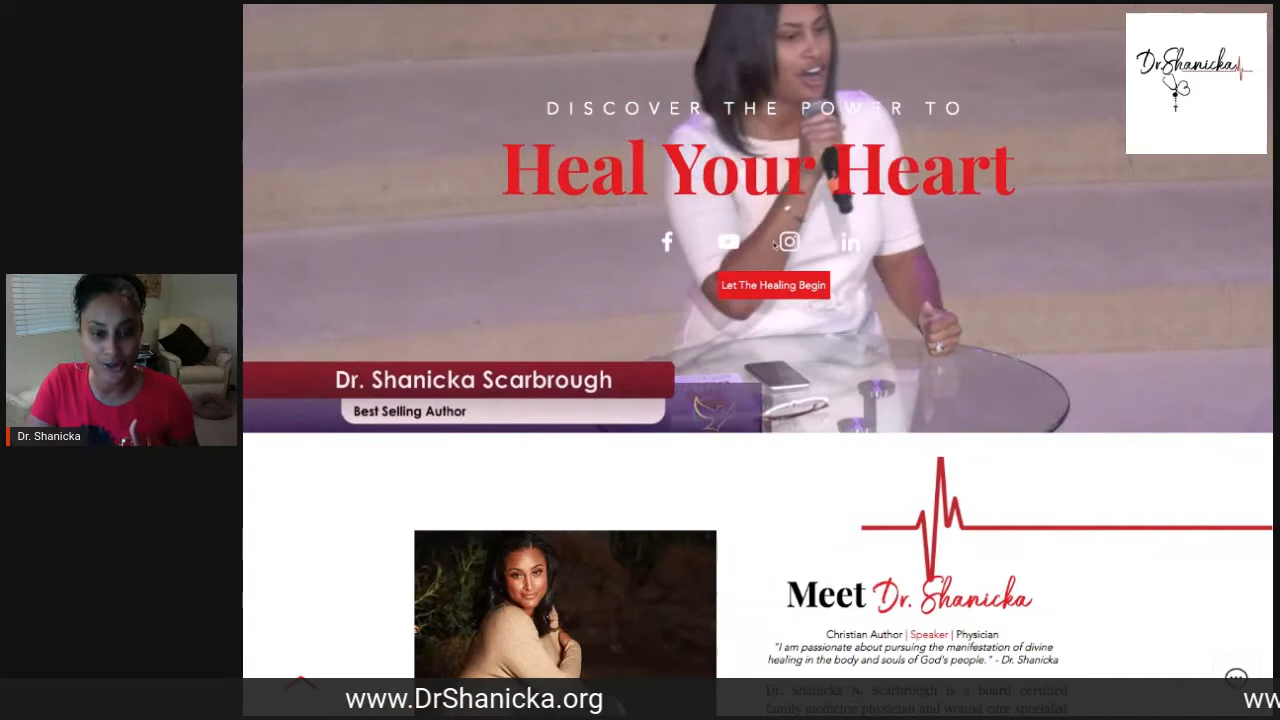 Dr.Shanicka
DISCOVER THE POWER TO
Heal Your Heart
Let The Healing Begin
Dr. Shanicka Scarbrough
Best Selling Author
Dr. Shanicka
Meet Dr. Shanicka
Christian Author | Speaker | Physician
"I am passionate about pursuing the manifestation of divine
healing in the body and souls of God's people." - Dr. Shanicka
Dr. Shanicka N. Scarbrough is a board certified
family medicine physician and wound care specialist
www.DrShanicka.org
ww